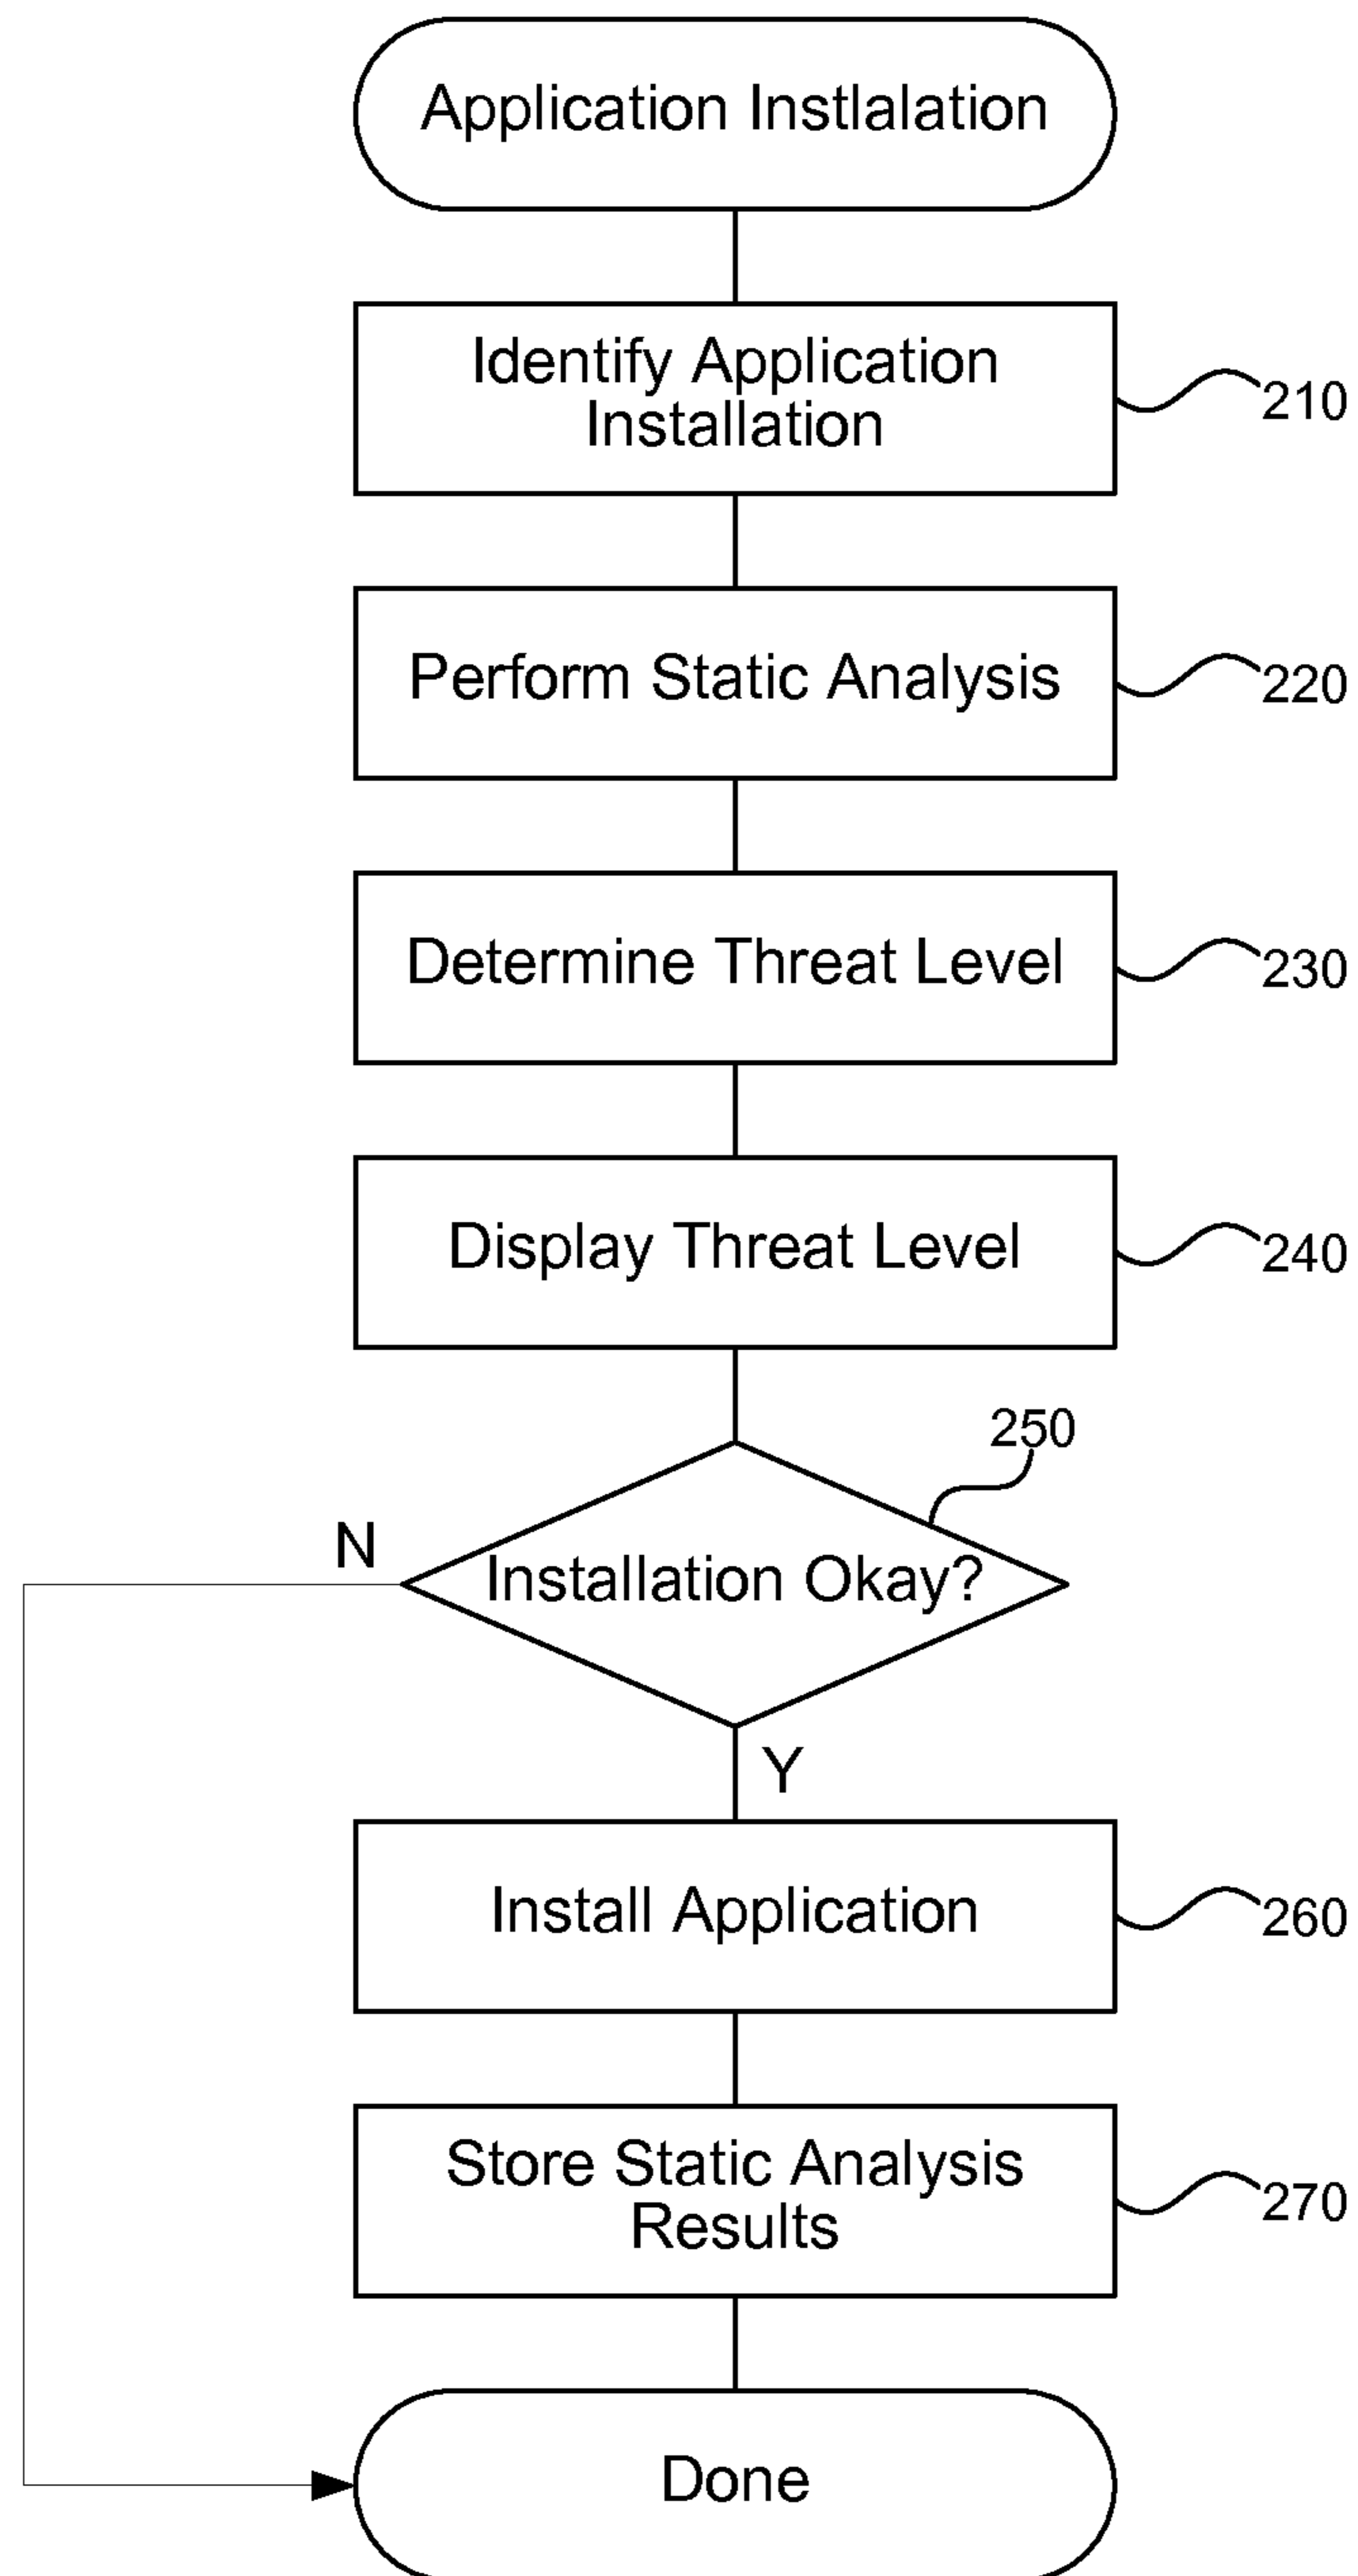 Application Instlalation
Identify Application
Installation
210
Perform Static Analysis
220
Determine Threat Level
230
Display Threat Level
240
250
N
Installation Okay?
Y
Install Application
260
Store Static Analysis
Results
270
Done